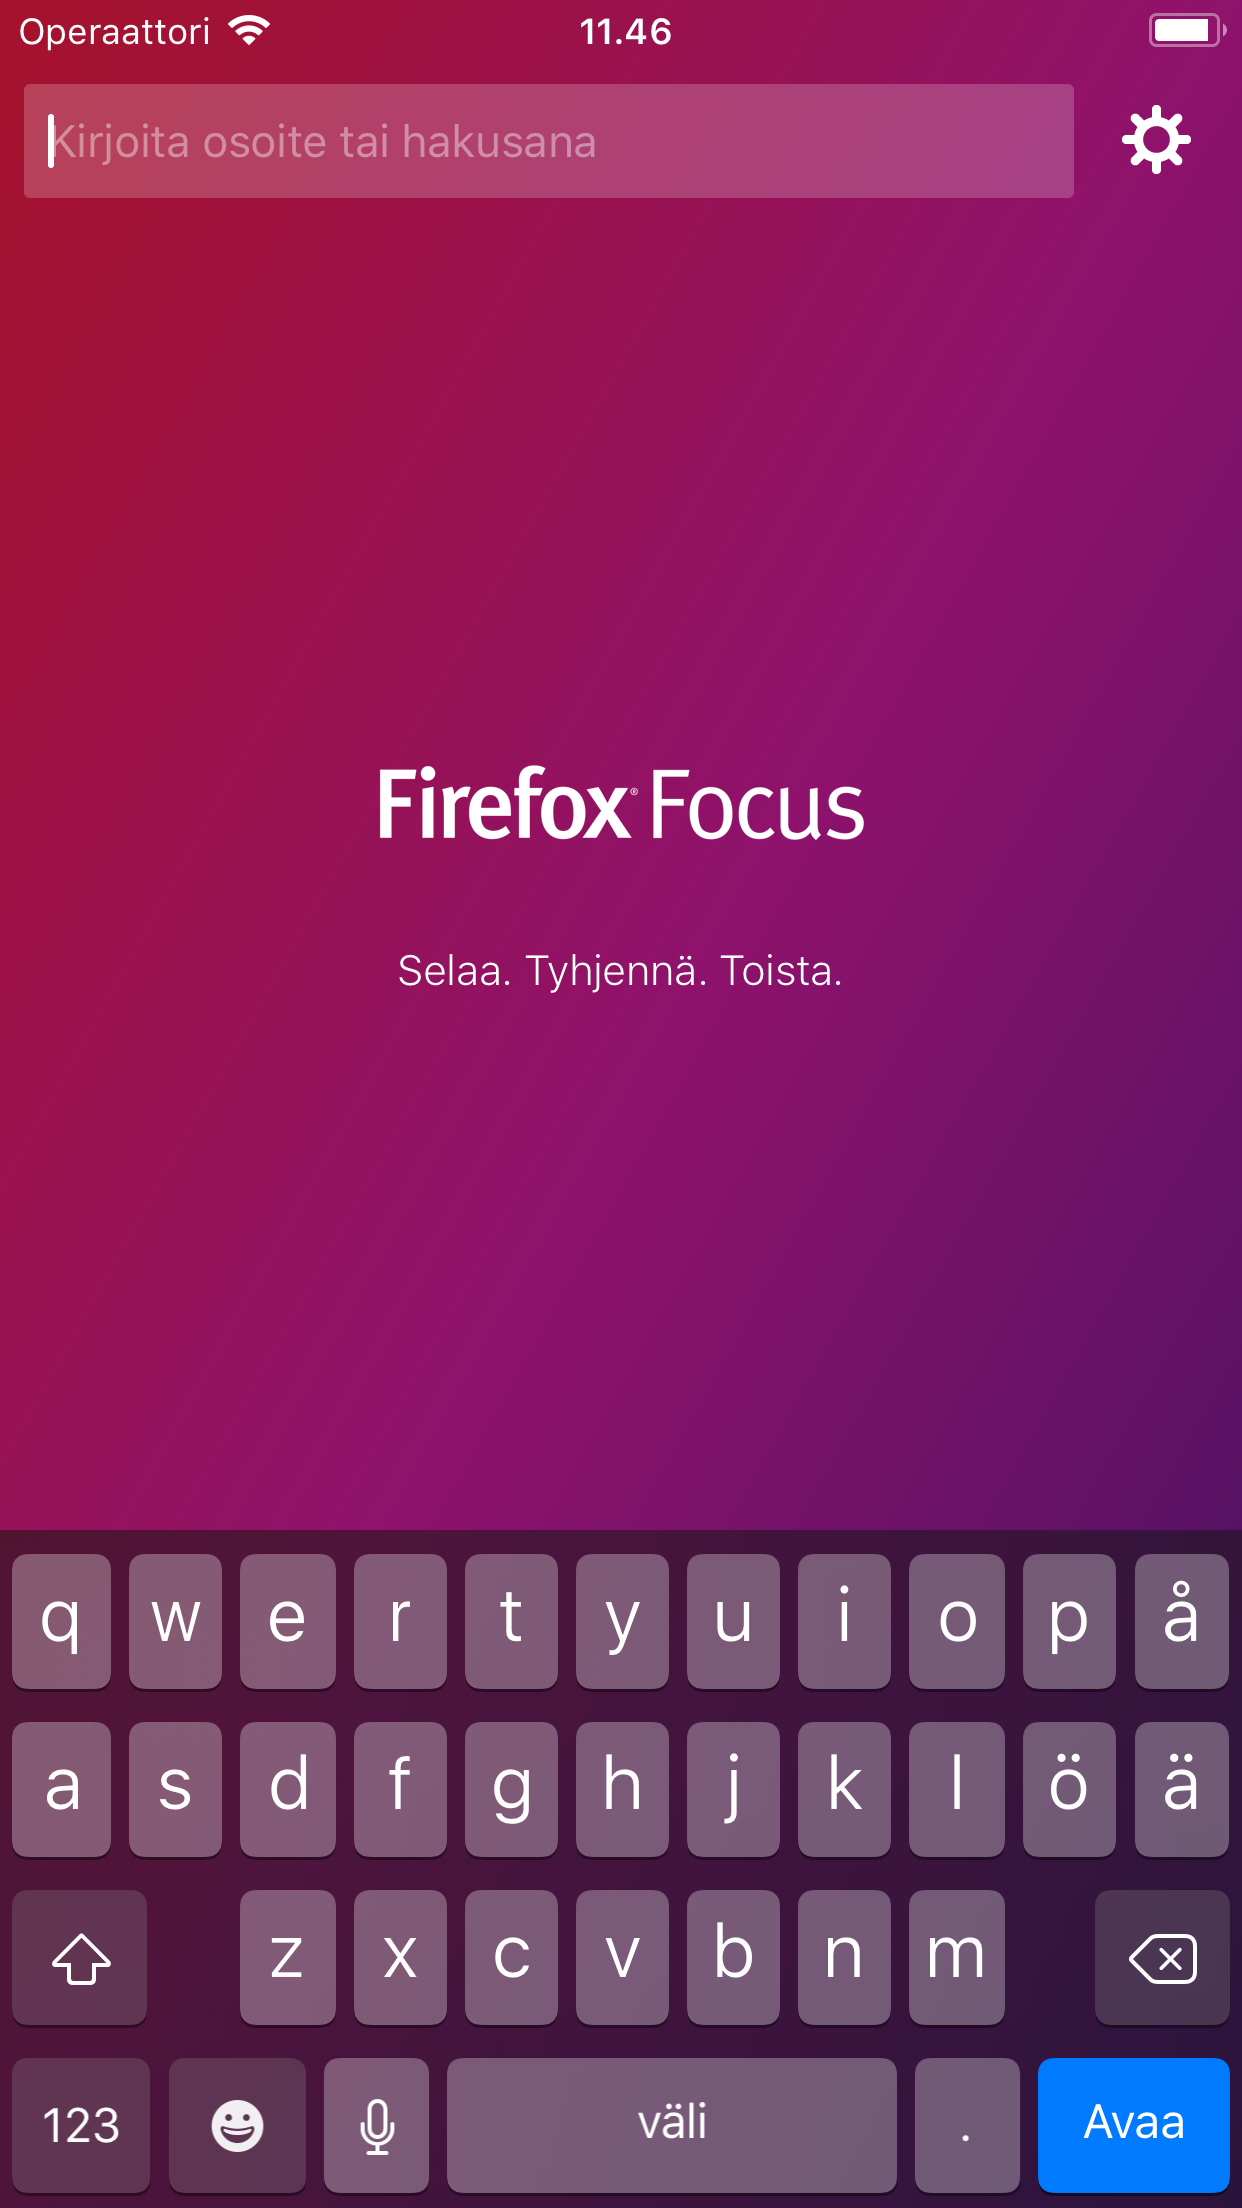 Operaattori 11.46
Kirjoita osoite tai hakusana
Firefox® Focus
Selaa. Tyhjennä. Toista.
q w e r t y u i o p å
a s d f g h j k l ö ä
z x c v b n m
123 väli . Avaa